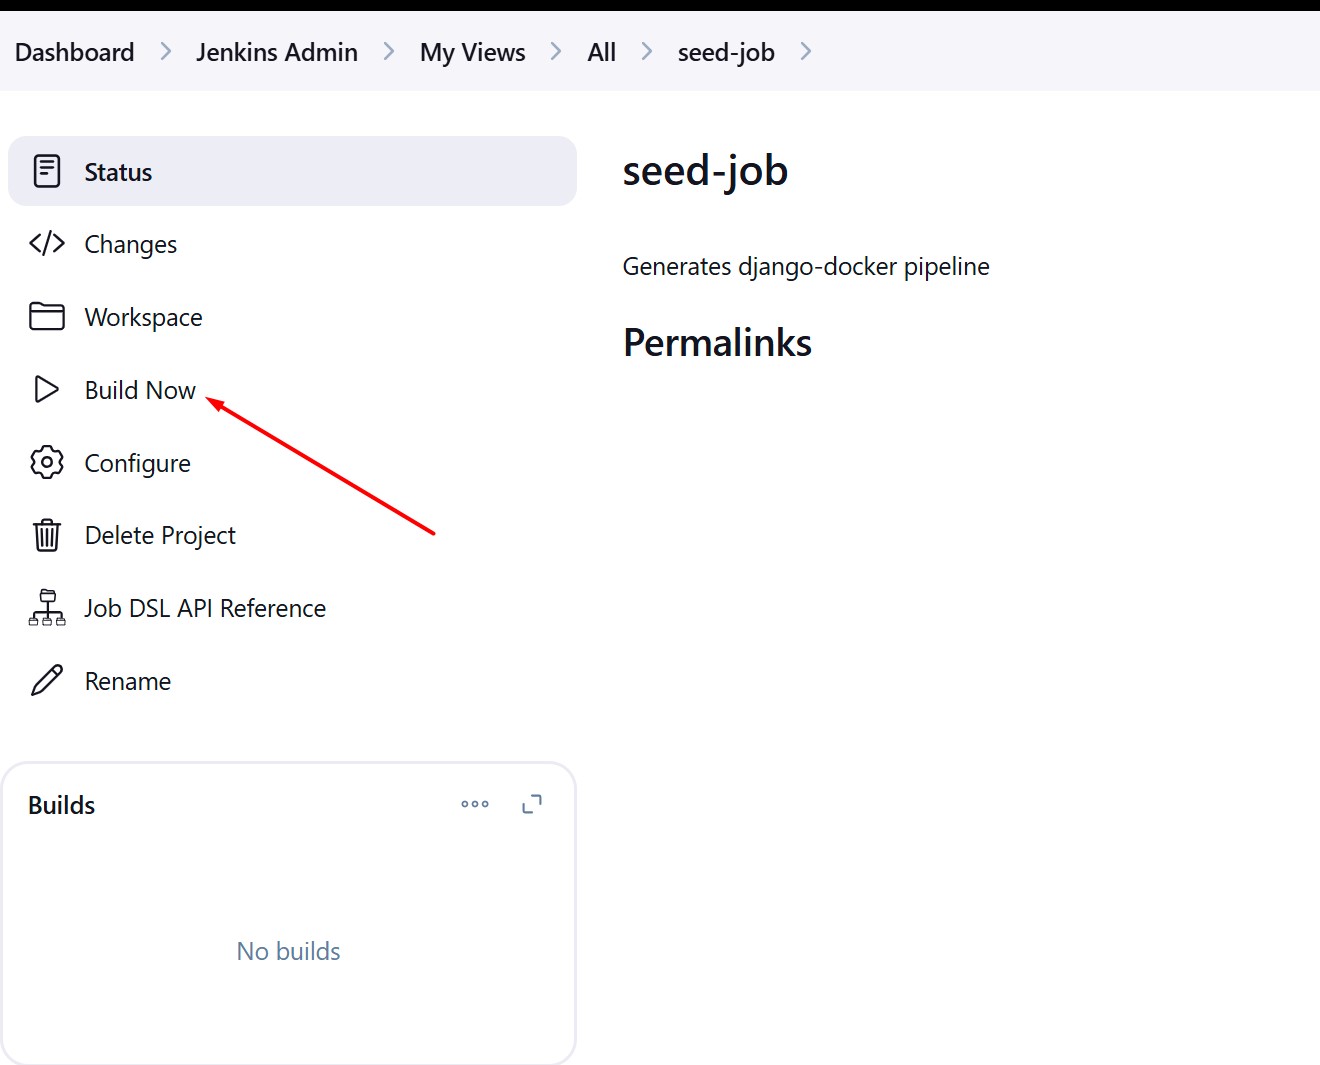 Dashboard > Jenkins Admin > My Views > All > seed-job >
Status
Changes
Workspace
Build Now
Configure
Delete Project
Job DSL API Reference
Rename
Builds
No builds
seed-job
Generates django-docker pipeline
Permalinks